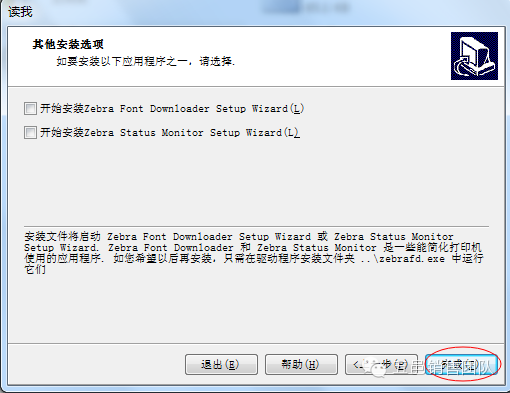 读我
其他安装选项
如要安装以下应用程序之一，请选择.
开始安装Zebra Font Downloader Setup Wizard(L)
开始安装Zebra Status Monitor Setup Wizard(L)
安装文件将启动 Zebra Font Downloader Setup Wizard 或 Zebra Status Monitor
Setup Wizard. Zebra Font Downloader 和 Zebra Status Monitor 是一些能简化打印机
使用的应用程序. 如您希望以后再安装，只需在驱动程序安装文件夹 ..\zebrafd.exe 中运行
它们
退出(E) 帮助(H) 步(P) 完成
销售团队